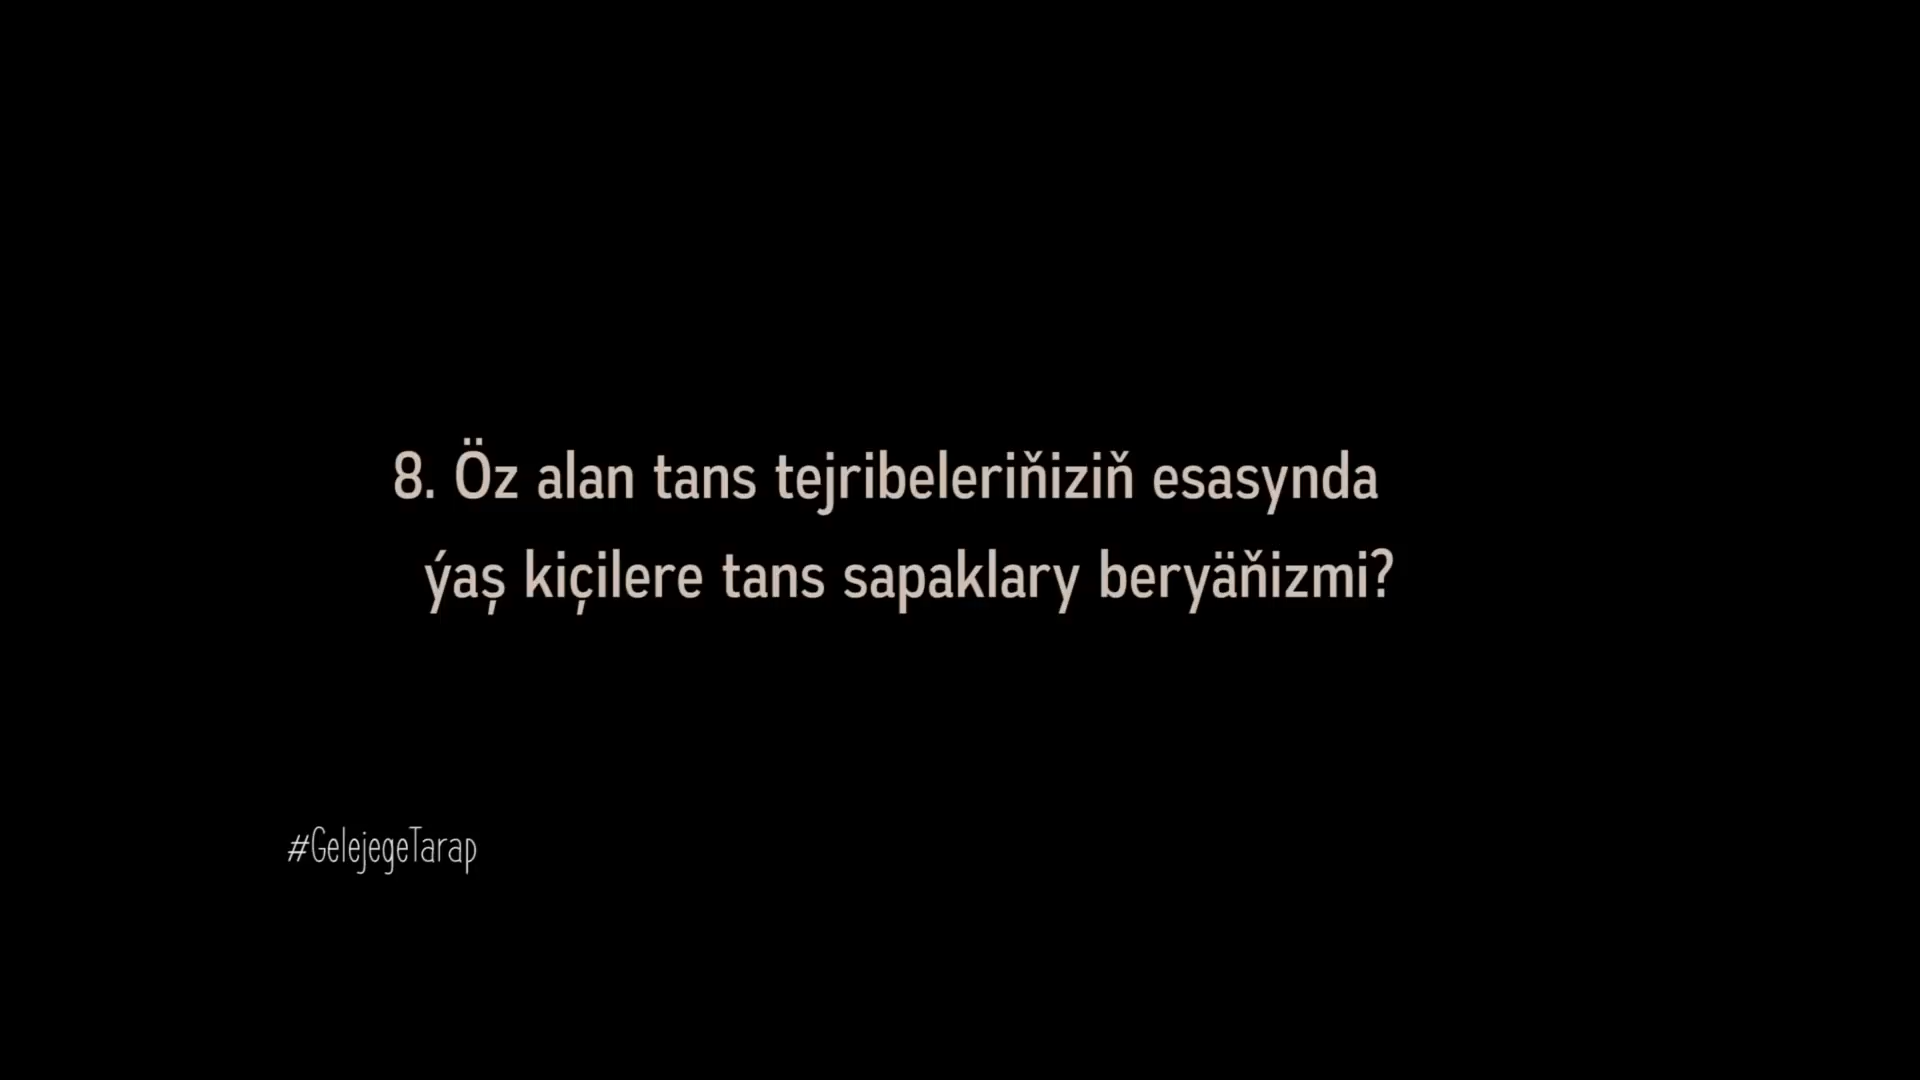 8. Öz alan tans tejribeleriňiziň esasynda
ýaş kiçilere tans sapaklary beryäňizmi?
#GelejegeTarap